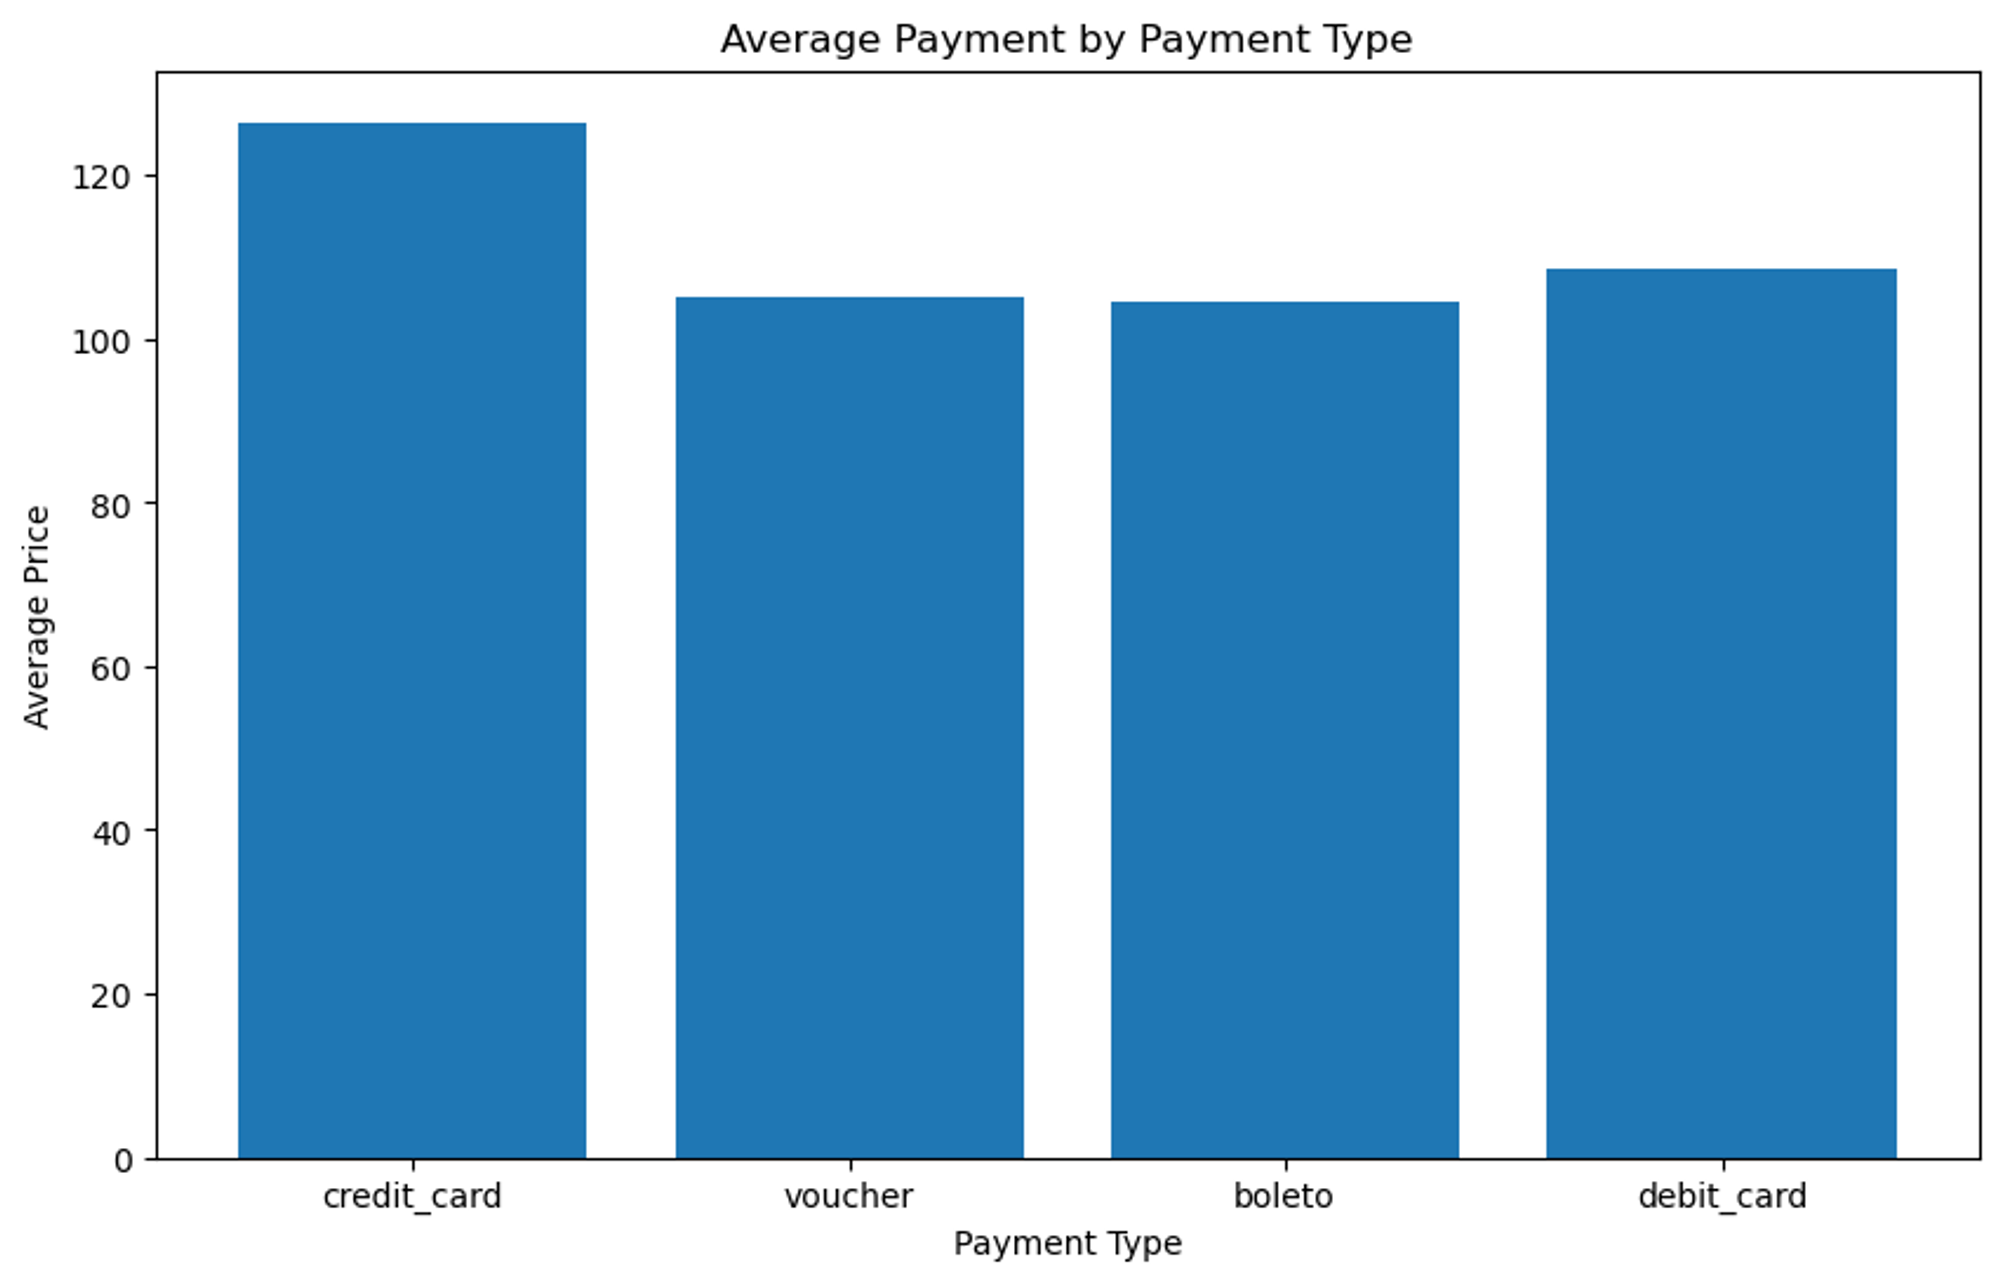 Average Payment by Payment Type
Average Price
120
100
80
60
40
20
0
credit_card voucher boleto debit_card
Payment Type